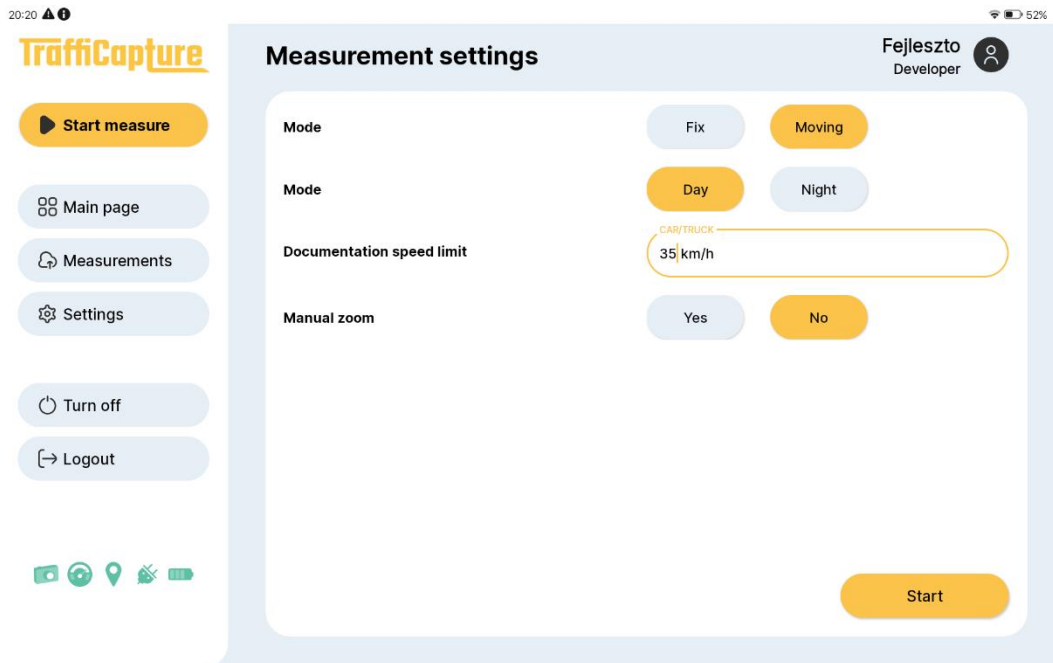 20:20
52%
TraffiCapture
Measurement settings
Fejleszto
Developer
Start measure
Main page
Measurements
Settings
Turn off
Logout
Mode
Fix
Moving
Mode
Day
Night
Documentation speed limit
CAR/TRUCK
35 km/h
Manual zoom
Yes
No
Start